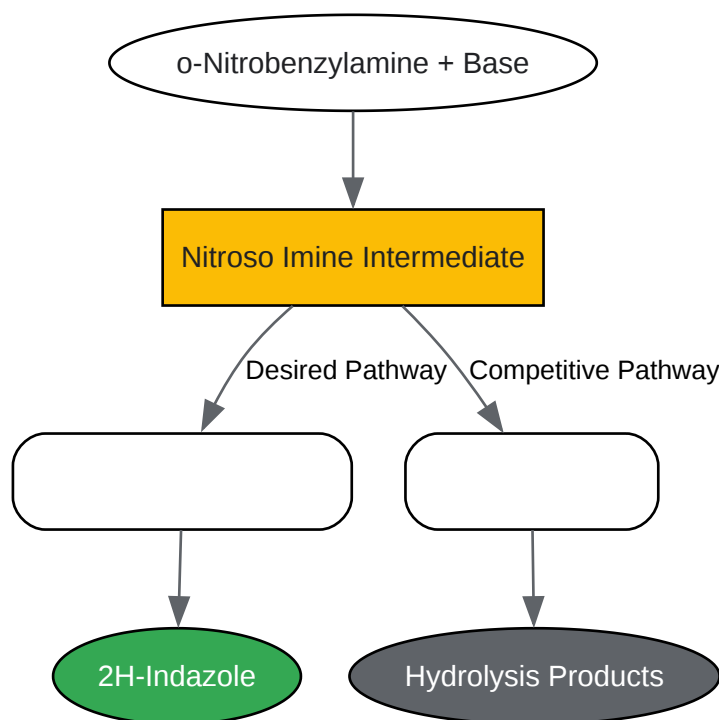 o-Nitrobenzylamine + Base
Nitroso Imine Intermediate
Desired Pathway
Competitive Pathway
2H-Indazole
Hydrolysis Products